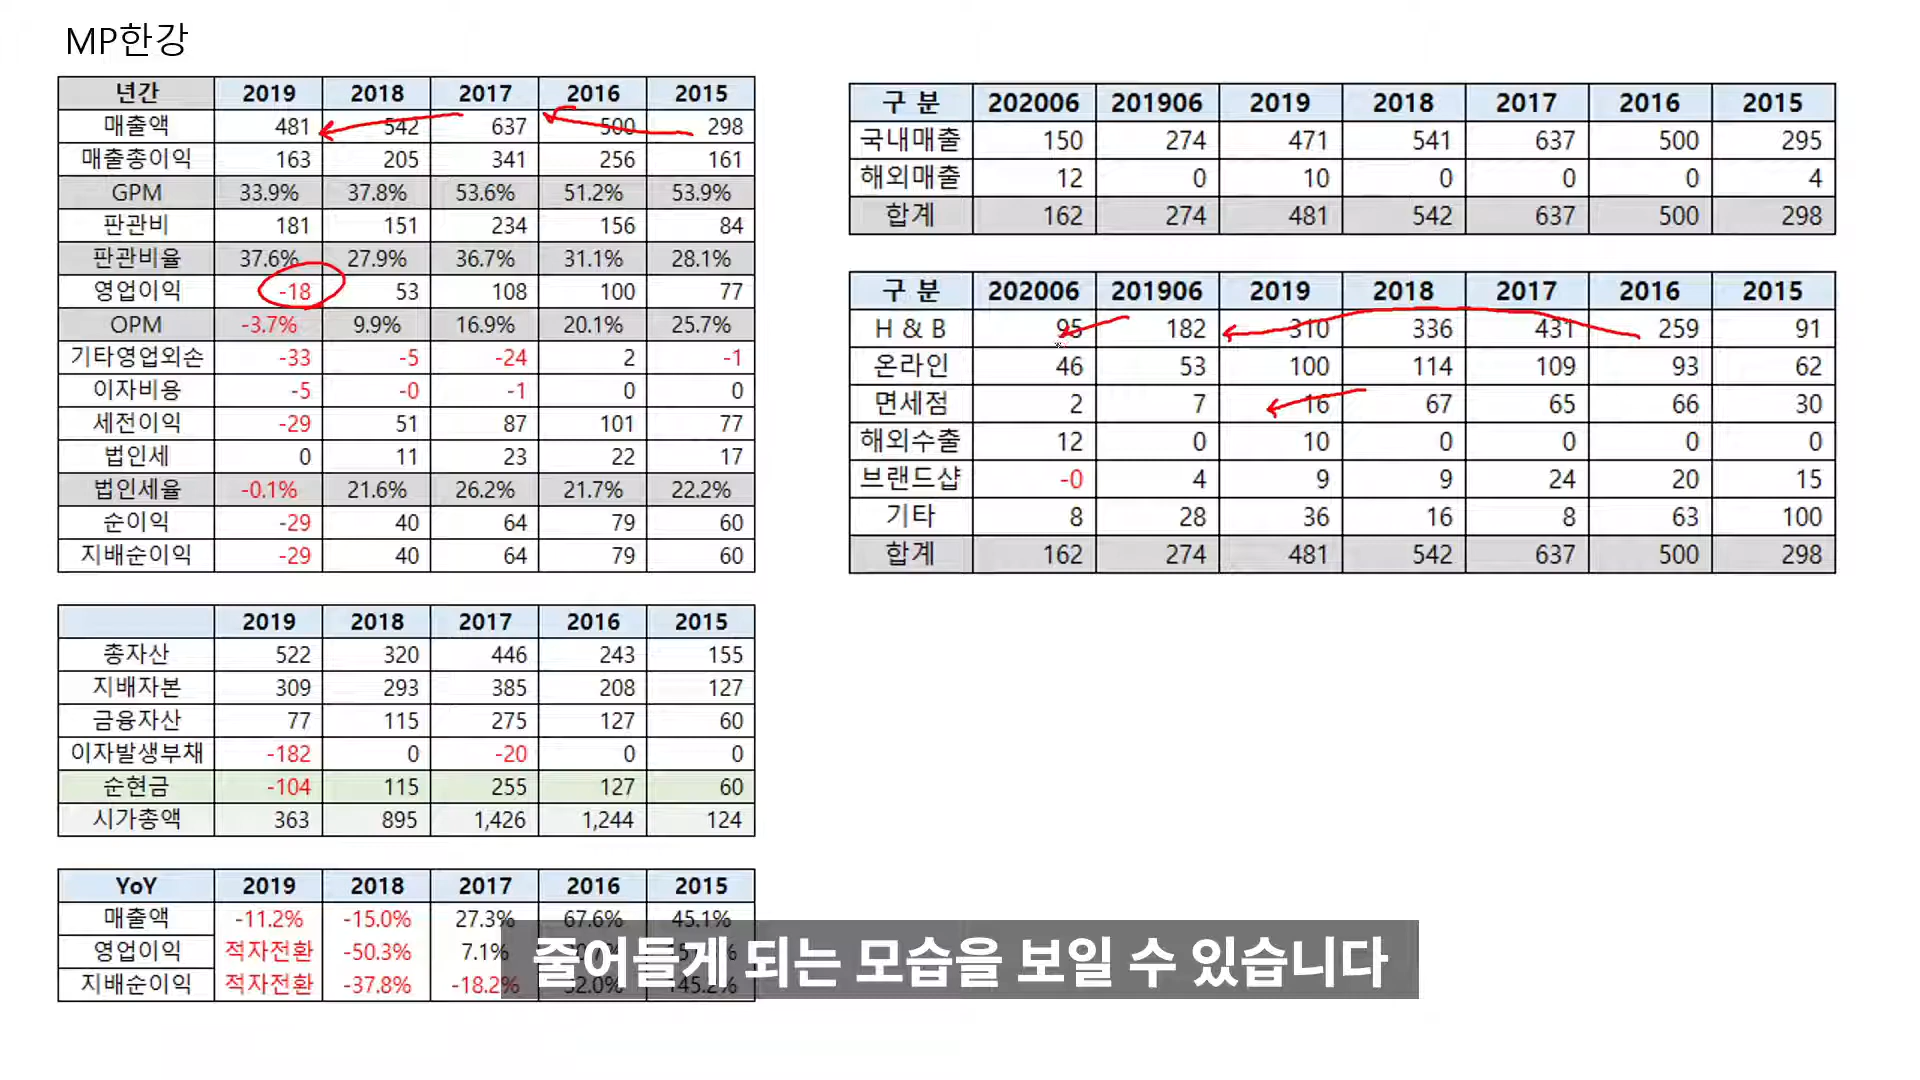 MP한강
년간 2019 2018 2017 2016 2015
매출액 481 542 637 500 298
매출총이익 163 205 341 256 161
GPM 33.9% 37.8% 53.6% 51.2% 53.9%
판관비 181 151 234 156 84
판관비율 37.6% 27.9% 36.7% 31.1% 28.1%
영업이익 -18 53 108 100 77
OPM -3.7% 9.9% 16.9% 20.1% 25.7%
기타영업외손 -33 -5 -24 2 -1
이자비용 -5 -0 -1 0 0
세전이익 -29 51 87 101 77
법인세 0 11 23 22 17
법인세율 -0.1% 21.6% 26.2% 21.7% 22.2%
순이익 -29 40 64 79 60
지배순이익 -29 40 64 79 60
2019 2018 2017 2016 2015
총자산 522 320 446 243 155
지배자본 309 293 385 208 127
금융자산 77 115 275 127 60
이자발생부채 -182 0 -20 0 0
순현금 -104 115 255 127 60
시가총액 363 895 1,426 1,244 124
YoY 2019 2018 2017 2016 2015
매출액 -11.2% -15.0% 27.3% 67.6% 45.1%
영업이익 적자전환 -50.3% 7.1%
지배순이익 적자전환 -37.8% -18.2%
구 분 202006 201906 2019 2018 2017 2016 2015
국내매출 150 274 471 541 637 500 295
해외매출 12 0 10 0 0 0 4
합계 162 274 481 542 637 500 298
구 분 202006 201906 2019 2018 2017 2016 2015
H & B 95 182 310 336 431 259 91
온라인 46 53 100 114 109 93 62
면세점 2 7 16 67 65 66 30
해외수출 12 0 10 0 0 0 0
브랜드샵 -0 4 9 9 24 20 15
기타 8 28 36 16 8 63 100
합계 162 274 481 542 637 500 298
줄어들게 되는 모습을 보일 수 있습니다